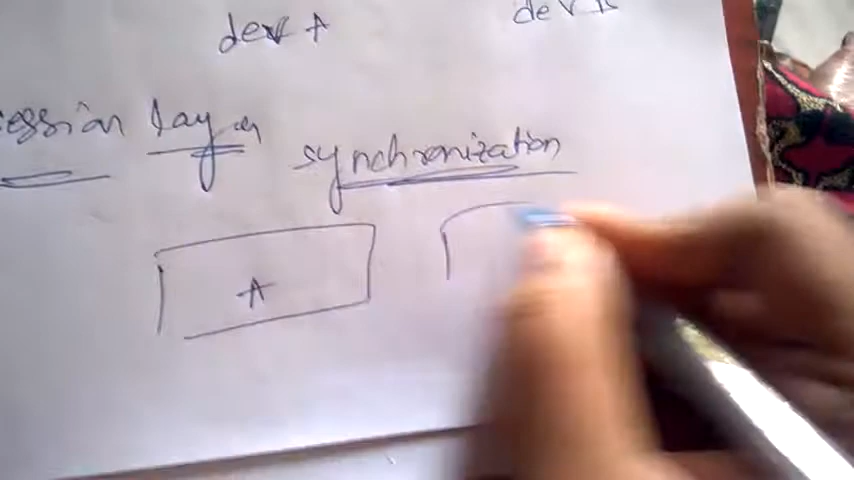 dev A dev B
ession layer
synchronization
A